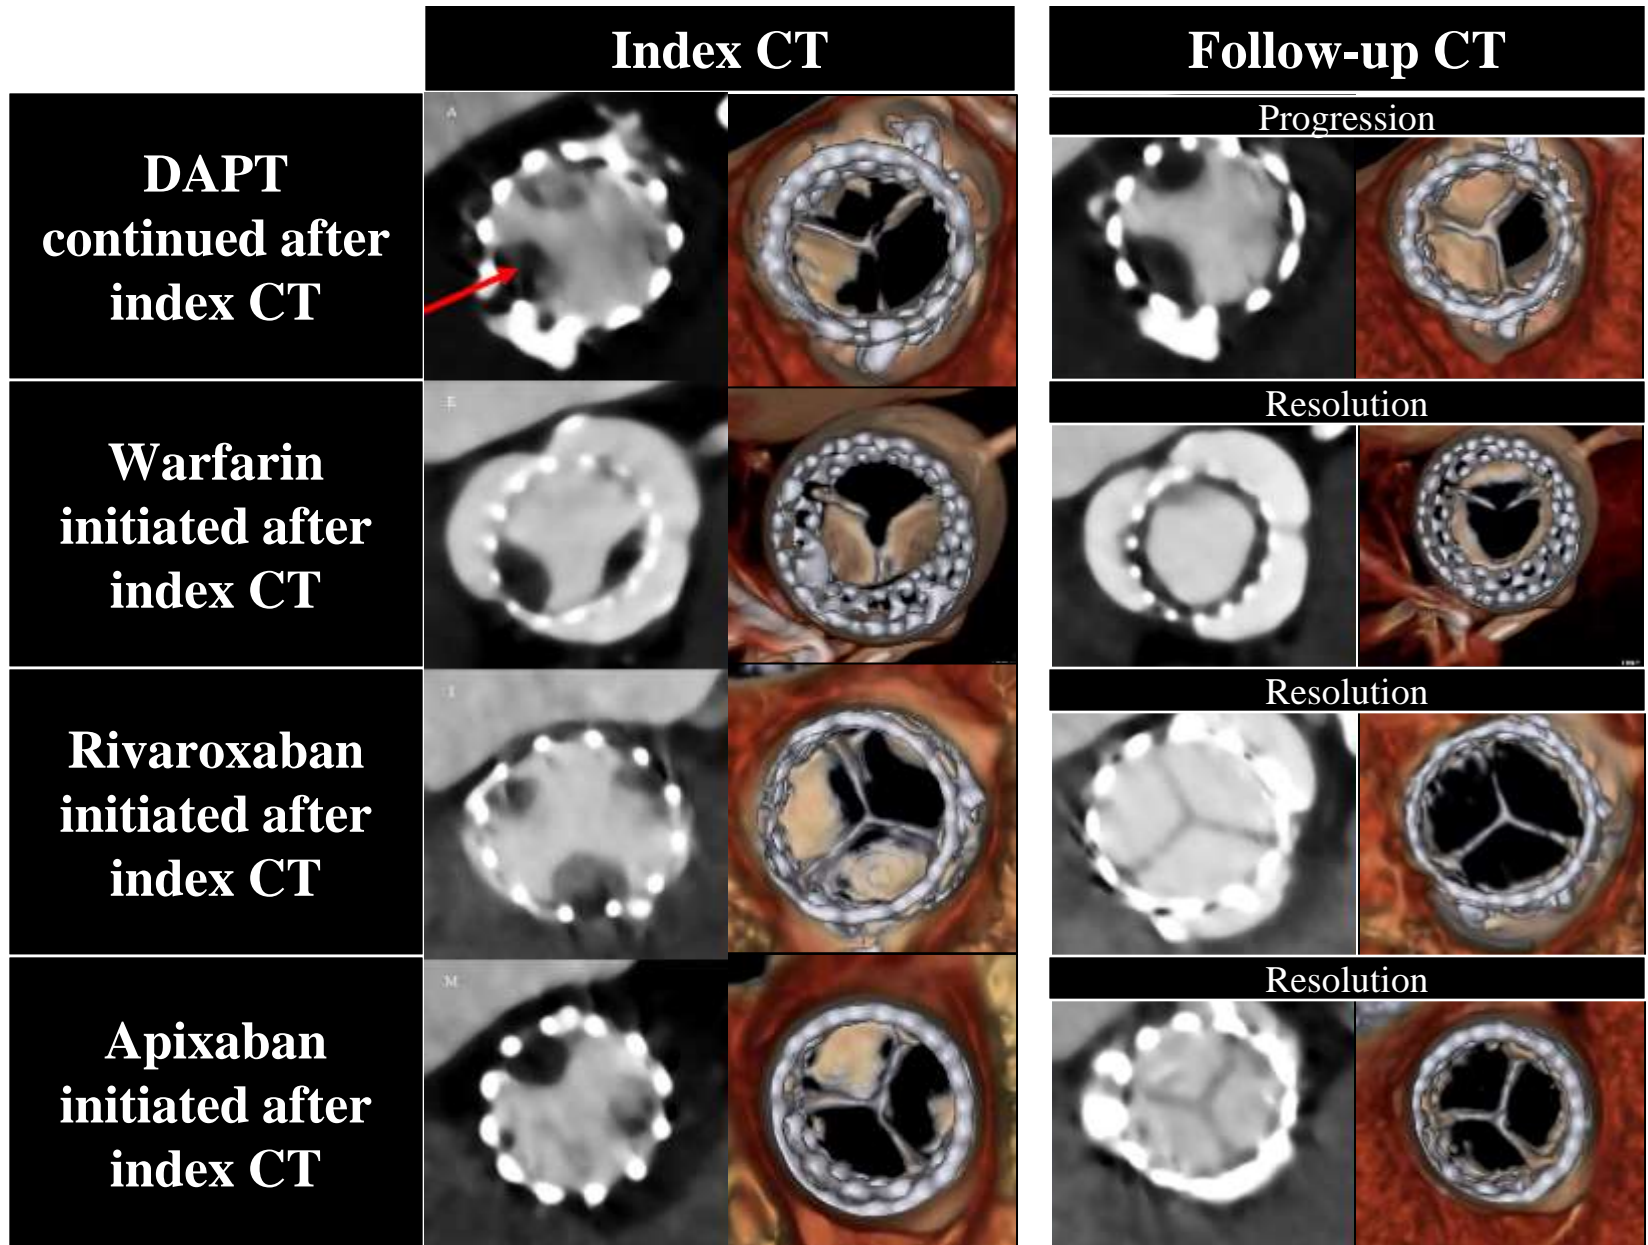 Index CT
Follow-up CT
DAPT
continued after
index CT
A
Progression
Warfarin
initiated after
index CT
E
Resolution
Rivaroxaban
initiated after
index CT
I
Resolution
Apixaban
initiated after
index CT
M
Resolution